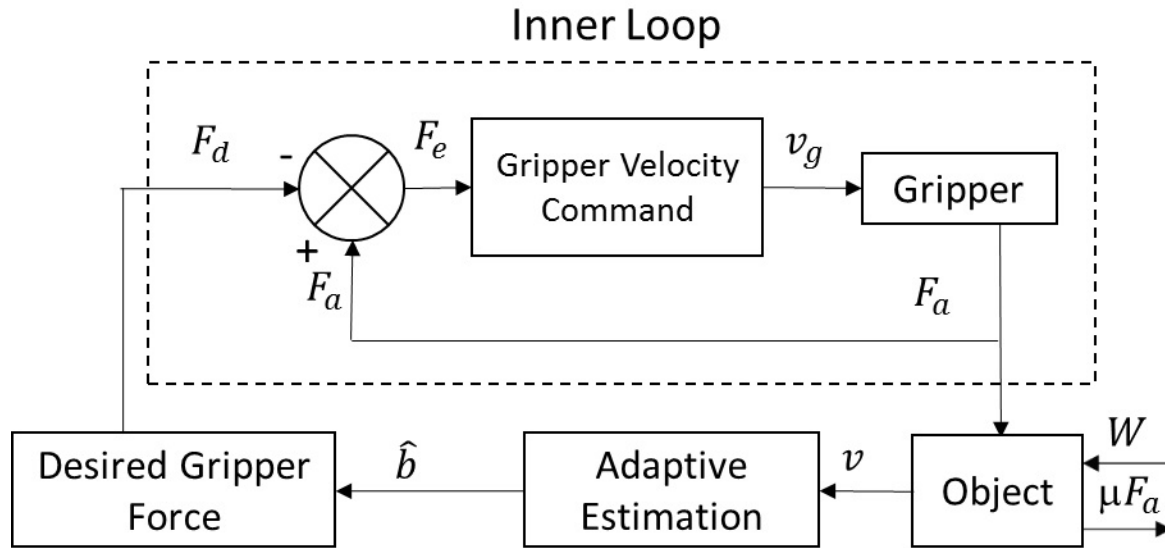 Inner Loop
F_d
-
F_e
Gripper Velocity
Command
v_g
Gripper
+
F_a
F_a
Desired Gripper
Force
b̂
Adaptive
Estimation
v
Object
W
μF_a